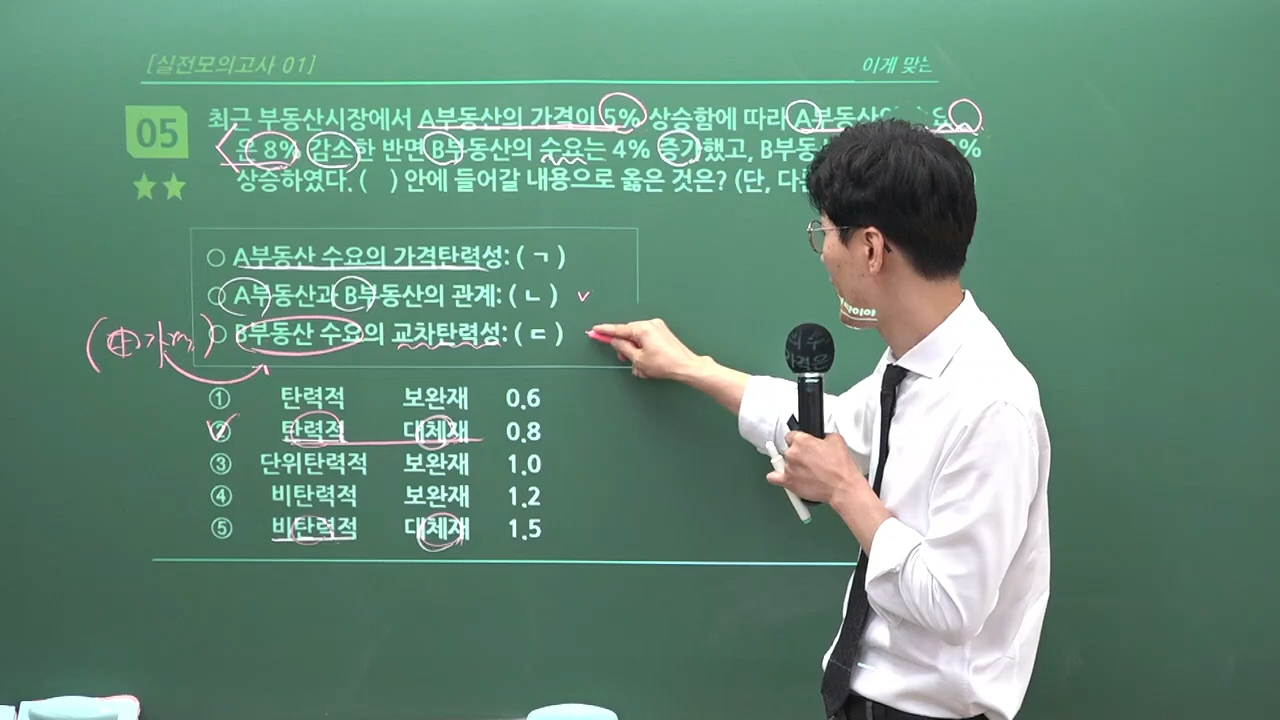 [실전모의고사 01]
이게 맞는
05
최근 부동산시장에서 A부동산의 가격이 5% 상승함에 따라 A부동산의
은 8% 감소한 반면 B부동산의 수요는 4% 증가했고, B부동 %
상승하였다. ( ) 안에 들어갈 내용으로 옳은 것은? (단, 다른
○ A부동산 수요의 가격탄력성: ( ㄱ )
○ A부동산과 B부동산의 관계: ( ㄴ )
○ B부동산 수요의 교차탄력성: ( ㄷ )
① 탄력적 보완재 0.6
② 탄력적 대체재 0.8
③ 단위탄력적 보완재 1.0
④ 비탄력적 보완재 1.2
⑤ 비탄력적 대체재 1.5